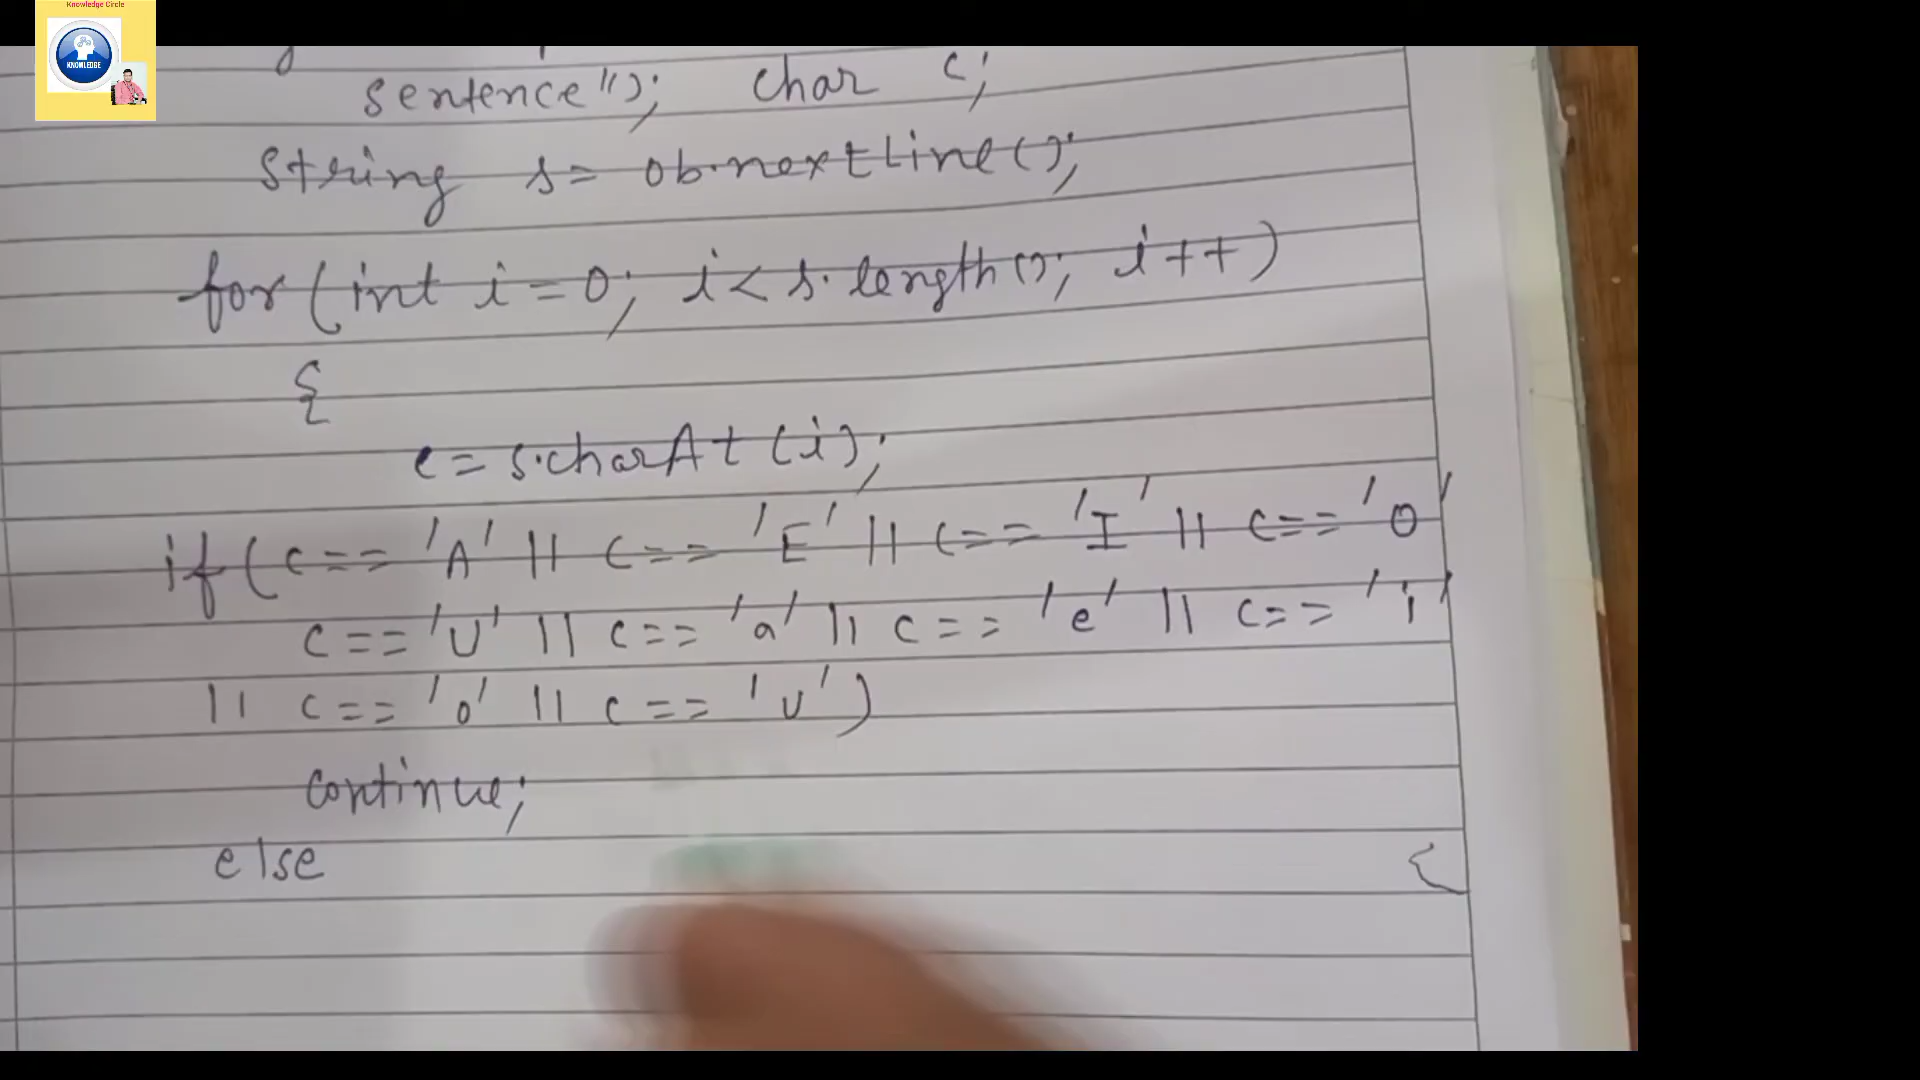 Knowledge Circle
KNOWLEDGE
sentence"); char c;
String s = ob.nextLine();
for (int i = 0; i < s.length(); i++)
{
c = s.charAt (i);
if ( c == 'A' || c == 'E' || c == 'I' || c == 'O'
c == 'U' || c == 'a' || c == 'e' || c == 'i'
|| c == 'o' || c == 'u' )
continue;
else
{